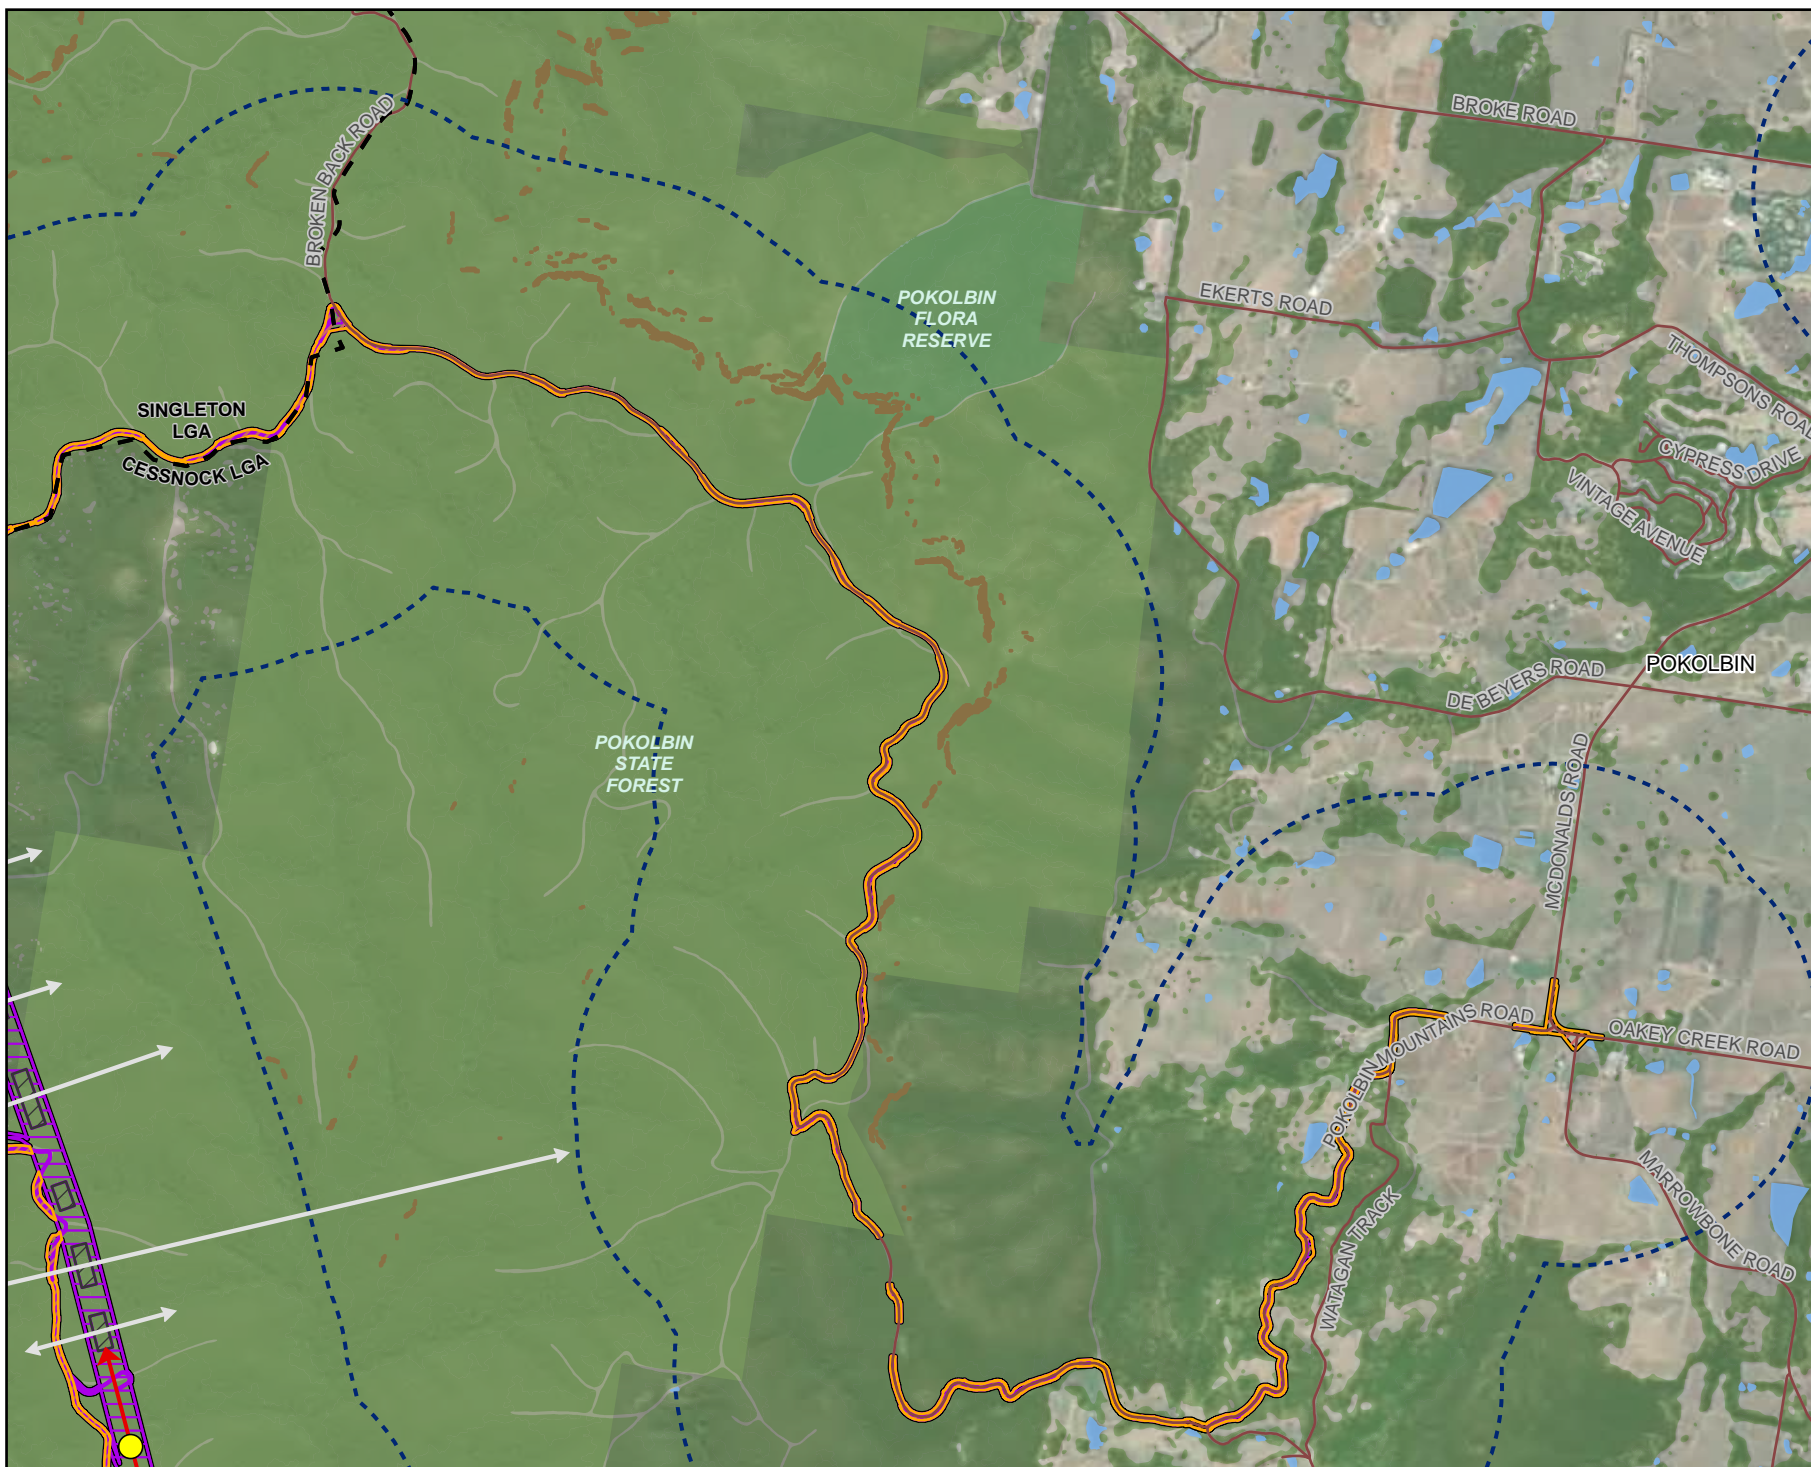 BROKE ROAD
BROKEN BACK ROAD
EKERTS ROAD
POKOLBIN
FLORA
RESERVE
THOMPSONS ROAD
SINGLETON
LGA
CESSNOCK LGA
CYPRESS DRIVE
VINTAGE AVENUE
POKOLBIN
DE BEYERS ROAD
POKOLBIN
STATE
FOREST
MCDONALDS ROAD
POKOLBIN MOUNTAINS ROAD
OAKEY CREEK ROAD
MARROWBONE ROAD
WATAGAN TRACK